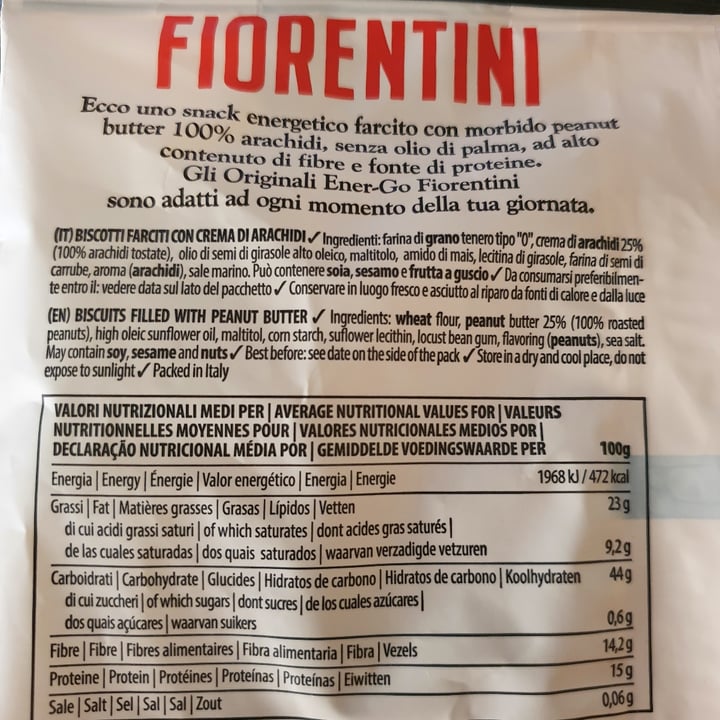 FIORENTINI
Ecco uno snack energetico farcito con morbido peanut
butter 100% arachidi, senza olio di palma, ad alto
contenuto di fibre e fonte di proteine.
Gli Originali Ener-Go Fiorentini
sono adatti ad ogni momento della tua giornata.
(IT) BISCOTTI FARCITI CON CREMA DI ARACHIDI ✓ Ingredienti: farina di grano tenero tipo "0", crema di arachidi 25%
(100% arachidi tostate), olio di semi di girasole alto oleico, maltitolo, amido di mais, lecitina di girasole, farina di semi di
carrube, aroma (arachidi), sale marino. Può contenere soia, sesamo e frutta a guscio ✓ Da consumarsi preferibilmen-
te entro il: vedere data sul lato del pacchetto ✓ Conservare in luogo fresco e asciutto al riparo da fonti di calore e dalla luce
(EN) BISCUITS FILLED WITH PEANUT BUTTER ✓ Ingredients: wheat flour, peanut butter 25% (100% roasted
peanuts), high oleic sunflower oil, maltitol, corn starch, suflower lecithin, locust bean gum, flavoring (peanuts), sea salt.
May contain soy, sesame and nuts ✓ Best before: see date on the side of the pack ✓ Store in a dry and cool place, do not
expose to sunlight ✓ Packed in Italy
VALORI NUTRIZIONALI MEDI PER | AVERAGE NUTRITIONAL VALUES FOR | VALEURS
NUTRITIONNELLES MOYENNES POUR | VALORES NUTRICIONALES MEDIOS POR |
DECLARAÇÃO NUTRICIONAL MÉDIA POR | GEMIDDELDE VOEDINGSWAARDE PER 100g
Energia | Energy | Énergie | Valor energético | Energia | Energie 1968 kJ / 472 kcal
Grassi | Fat | Matières grasses | Grasas | Lípidos | Vetten 23 g
di cui acidi grassi saturi | of which saturates | dont acides gras saturés |
de las cuales saturadas | dos quais saturados | waarvan verzadigde vetzuren 9,2 g
Carboidrati | Carbohydrate | Glucides | Hidratos de carbono | Hidratos de carbono | Koolhydraten 44 g
di cui zuccheri | of which sugars | dont sucres | de los cuales azúcares |
dos quais açúcares | waarvan suikers 0,6 g
Fibre | Fibre | Fibres alimentaires | Fibra alimentaria | Fibra | Vezels 14,2 g
Proteine | Protein | Protéines | Proteínas | Proteínas | Eiwitten 15 g
Sale | Salt | Sel | Sal | Sal | Zout 0,06 g